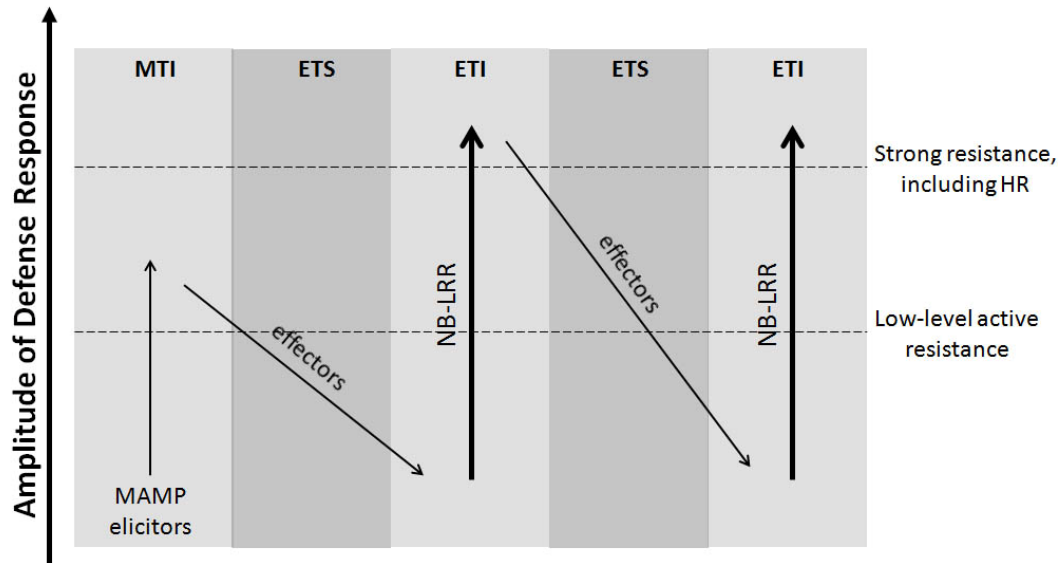 Amplitude of Defense Response
MTI
ETS
ETI
ETS
ETI
Strong resistance,
including HR
Low-level active
resistance
MAMP
elicitors
effectors
NB-LRR
effectors
NB-LRR